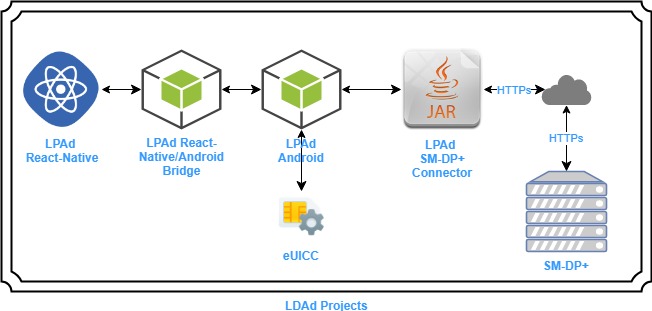 LPAd
React-Native
LPAd React-
Native/Android
Bridge
LPAd
Android
JAR
LPAd
SM-DP+
Connector
HTTPs
HTTPs
eUICC
SM-DP+
LDAd Projects